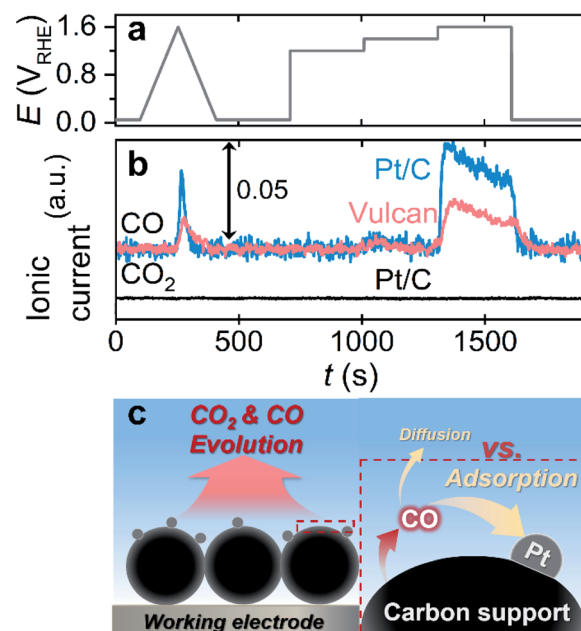 a
E (V_RHE)
1.6
0.8
0.0
b
Ionic current (a.u.)
0.05
Pt/C
CO
Vulcan
CO₂
Pt/C
0
500
1000
1500
t (s)
c
CO₂ & CO
Evolution
Working electrode
Diffusion
vs.
Adsorption
CO
Pt
Carbon support